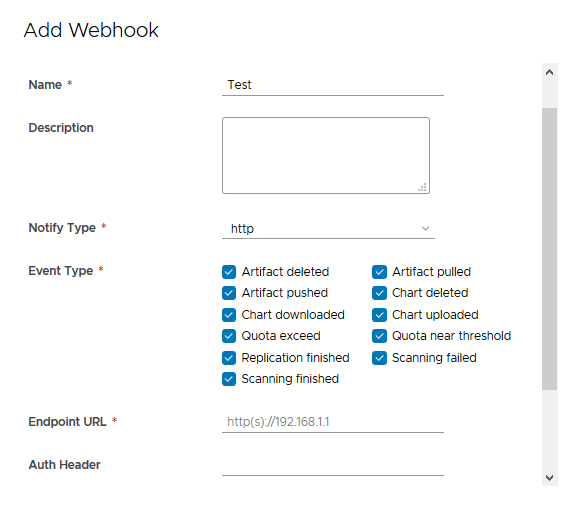 Add Webhook
Name *
Test
Description
Notify Type *
http
Event Type *
Artifact deleted
Artifact pulled
Artifact pushed
Chart deleted
Chart downloaded
Chart uploaded
Quota exceed
Quota near threshold
Replication finished
Scanning failed
Scanning finished
Endpoint URL *
http(s)://192.168.1.1
Auth Header